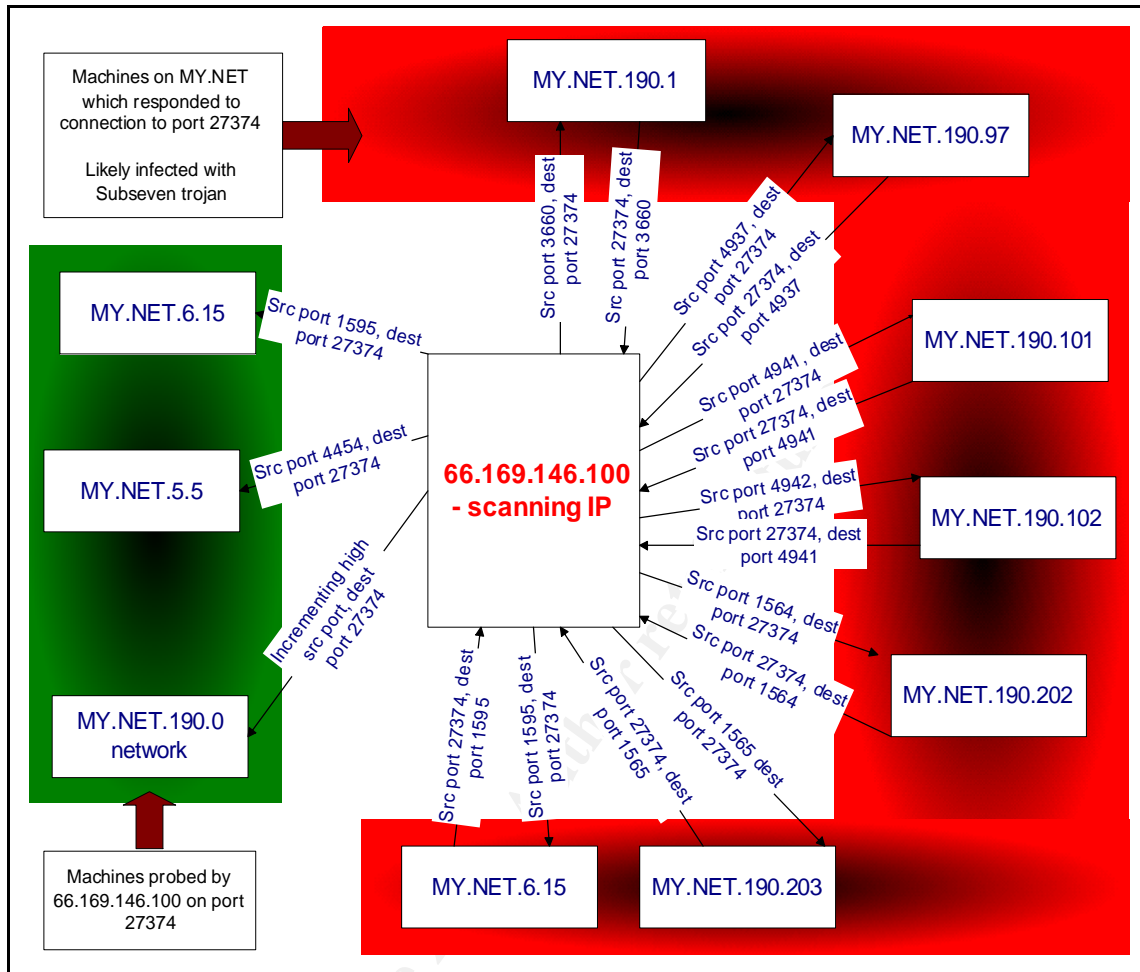 Machines on MY.NET
which responded to
connection to port 27374
Likely infected with
Subseven trojan
MY.NET.190.1
MY.NET.190.97
MY.NET.190.101
MY.NET.190.102
MY.NET.190.202
MY.NET.190.203
MY.NET.6.15
MY.NET.6.15
MY.NET.5.5
MY.NET.190.0
network
Machines probed by
66.169.146.100 on port
27374
66.169.146.100
- scanning IP
Src port 3660, dest
port 27374
Src port 27374, dest
port 3660
Src port 4937, dest
port 27374
Src port 27374, dest
port 4937
Src port 4941, dest
port 27374
Src port 27374, dest
port 4941
Src port 4942, dest
port 27374
Src port 27374, dest
port 4941
Src port 1564, dest
port 27374
Src port 27374, dest
port 1564
Src port 1565 dest
port 27374
Src port 27374, dest
port 1565
Src port 1595, dest
port 27374
Src port 27374, dest
port 1595
Src port 1595, dest
port 27374
Src port 4454, dest
port 27374
Incrementing high
src port, dest
port 27374